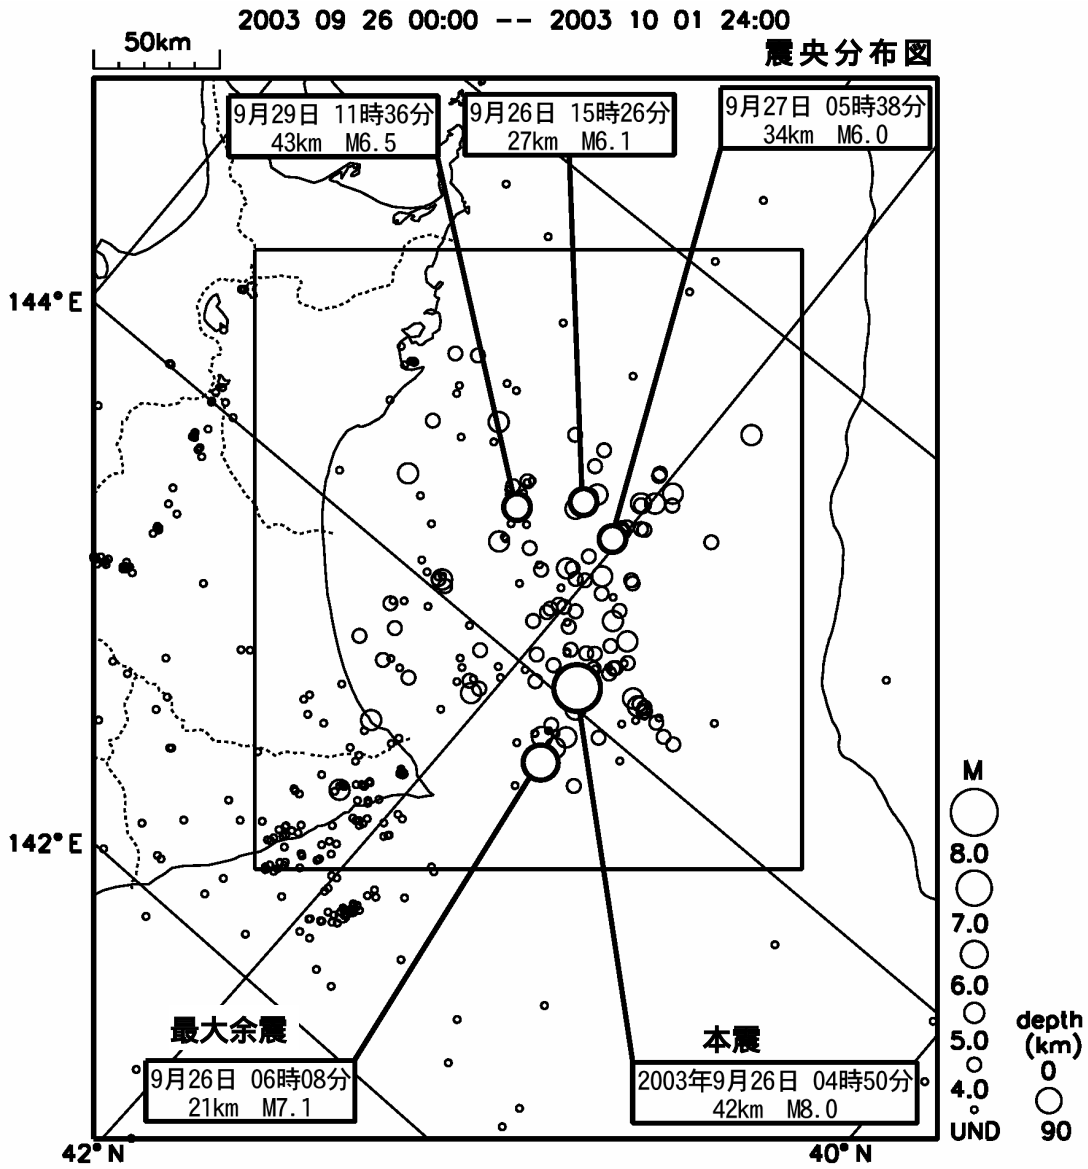 2003 09 26 00:00 -- 2003 10 01 24:00
50km
震央分布図
9月29日 11時36分
43km M6.5
9月26日 15時26分
27km M6.1
9月27日 05時38分
34km M6.0
144°E
142°E
最大余震
9月26日 06時08分
21km M7.1
本震
2003年9月26日 04時50分
42km M8.0
M
8.0
7.0
6.0
5.0
4.0
UND
depth
(km)
0
90
42°N
40°N